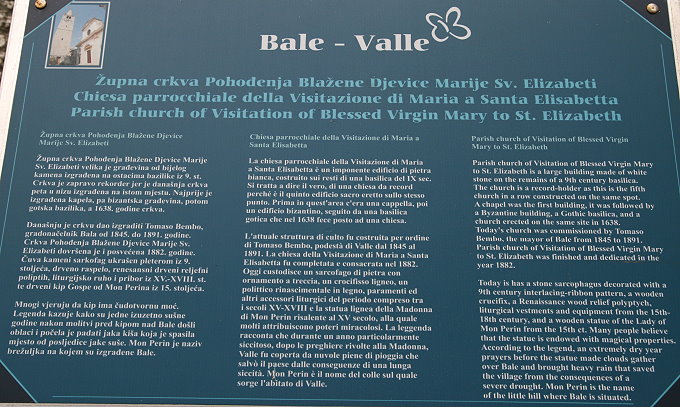 Bale - Valle
Župna crkva Pohođenja Blažene Djevice Marije Sv. Elizabeti
Chiesa parrocchiale della Visitazione di Maria a Santa Elisabetta
Parish church of Visitation of Blessed Virgin Mary to St. Elizabeth
Župna crkva Pohođenja Blažene Djevice
Marije Sv. Elizabeti
Župna crkva Pohođenja Blažene Djevice Marije
Sv. Elizabeti velika je građevina od bijelog
kamena izgrađena na ostacima bazilike iz 9. st.
Crkva je zapravo rekorder jer je današnja crkva
peta u nizu izgrađena na istom mjestu. Najprije je
izgrađena kapela, pa bizantska građevina, potom
gotska bazilika, a 1638. godine crkva.
Današnju je crkvu dao izgraditi Tomaso Bembo,
gradonačelnik Bala od 1845. do 1891. godine.
Crkva Pohođenja Blažene Djevice Marije Sv.
Elizabeti dovršena je i posvećena 1882. godine.
Čuva kameni sarkofag ukrašen pleterom iz 9.
stoljeća, drveno raspelo, renesansni drveni reljefni
poliptih, liturgijsko ruho i pribor iz XV.-XVIII. st.
te drveni kip Gospe od Mon Perina iz 15. stoljeća.
Mnogi vjeruju da kip ima čudotvornu moć.
Legenda kazuje kako su jedne izuzetno sušne
godine nakon molitvi pred kipom nad Bale došli
oblaci i počela je padati jaka kiša koja je spasila
mjesto od posljedice jake suše. Mon Perin je naziv
brežuljka na kojem su izgrađene Bale.
Chiesa parrocchiale della Visitazione di Maria a
Santa Elisabetta
La chiesa parrocchiale della Visitazione di Maria
a Santa Elisabetta è un imponente edificio di pietra
bianca, costruito sui resti di una basilica del IX sec.
Si tratta a dire il vero, di una chiesa da record
perché è il quinto edificio sacro eretto sullo stesso
punto. Prima in quest'area c'era una cappella, poi
un edificio bizantino, seguito da una basilica
gotica che nel 1638 fece posto ad una chiesa.
L'attuale struttura di culto fu costruita per ordine
di Tomaso Bembo, podestà di Valle dal 1845 al
1891. La chiesa della Visitazione di Maria a Santa
Elisabetta fu completata e consacrata nel 1882.
Oggi custodisce un sarcofago di pietra con
ornamento a treccia, un crocifisso ligneo, un
polittico rinascimentale in legno, paramenti ed
altri accessori liturgici del periodo compreso tra
i secoli XV-XVIII e la statua lignea della Madonna
di Mon Perin risalente al XV secolo, alla quale
molti attribuiscono poteri miracolosi. La leggenda
racconta che durante un anno particolarmente
siccitoso, dopo le preghiere rivolte alla Madonna,
Valle fu coperta da nuvole piene di pioggia che
salvò il paese dalle conseguenze di una lunga
siccità. Mon Perin è il nome del colle sul quale
sorge l'abitato di Valle.
Parish church of Visitation of Blessed Virgin
Mary to St. Elizabeth
Parish church of Visitation of Blessed Virgin Mary
to St. Elizabeth is a large building made of white
stone on the remains of a 9th century basilica.
The church is a record-holder as this is the fifth
church in a row constructed on the same spot.
A chapel was the first building, it was followed by
a Byzantine building, a Gothic basilica, and a
church erected on the same site in 1638.
Today's church was commissioned by Tomaso
Bembo, the mayor of Bale from 1845 to 1891.
Parish church of Visitation of Blessed Virgin Mary
to St. Elizabeth was finished and dedicated in the
year 1882.
Today is has a stone sarcophagus decorated with a
9th century interlacing-ribbon pattern, a wooden
crucifix, a Renaissance wood relief polyptych,
liturgical vestments and equipment from the 15th-
18th century, and a wooden statue of the Lady of
Mon Perin from the 15th ct. Many people believe
that the statue is endowed with magical properties.
According to the legend, an extremely dry year
prayers before the statue made clouds gather
over Bale and brought heavy rain that saved
the village from the consequences of a
severe drought. Mon Perin is the name
of the little hill where Bale is situated.